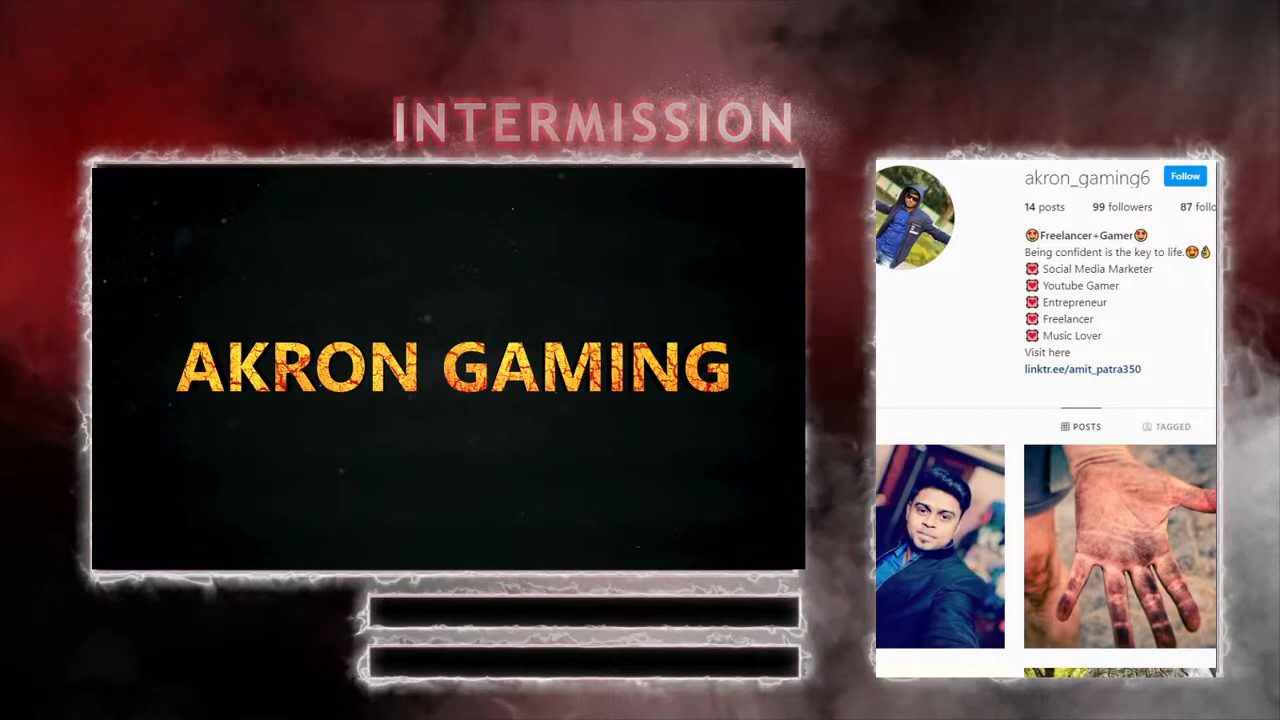 INTERMISSION
AKRON GAMING
akron_gaming6
Follow
14 posts 99 followers 87 follo
😍Freelancer+Gamer😍
Being confident is the key to life.😍👌
💟 Social Media Marketer
💟 Youtube Gamer
💟 Entrepreneur
💟 Freelancer
💟 Music Lover
Visit here
linktr.ee/amit_patra350
POSTS TAGGED